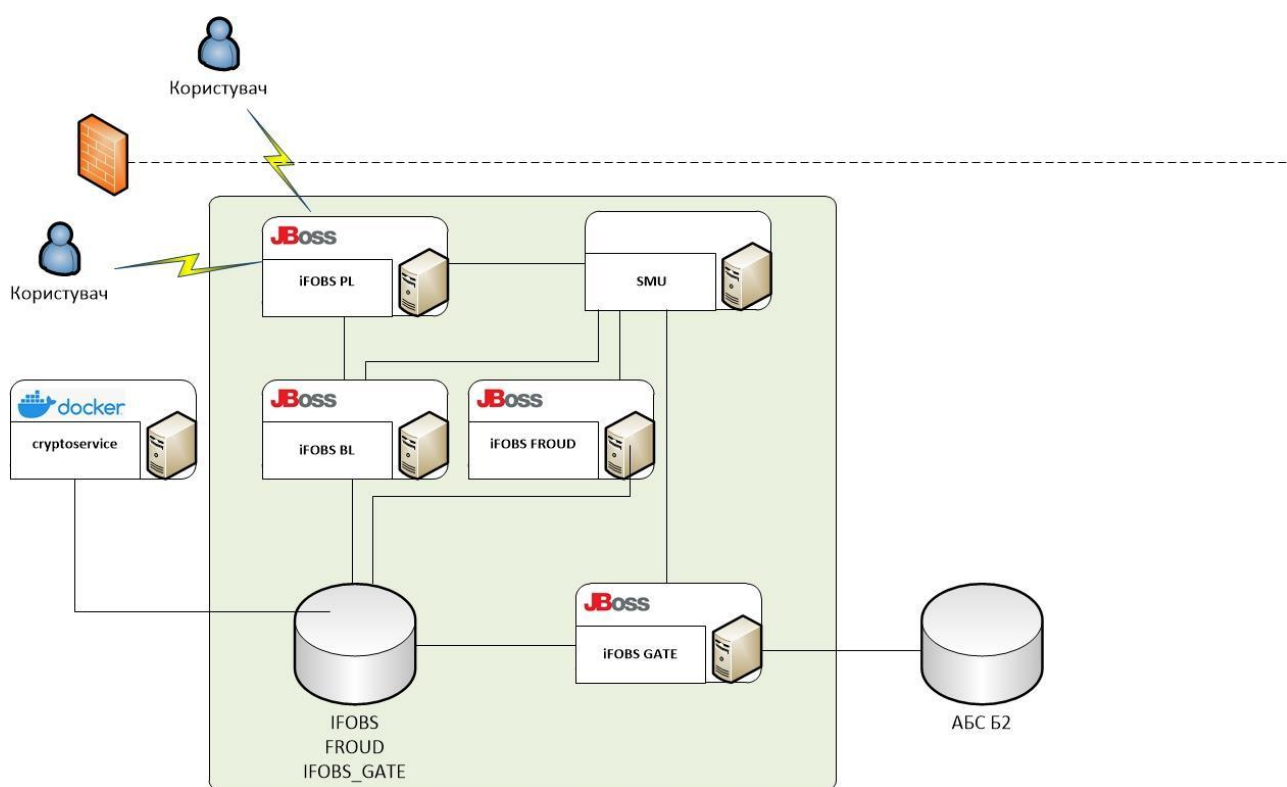 Користувач
Користувач
JBoss
iFOBS PL
SMU
docker
cryptoservice
JBoss
iFOBS BL
JBoss
iFOBS FROUD
JBoss
iFOBS GATE
IFOBS
FROUD
IFOBS_GATE
АБС Б2